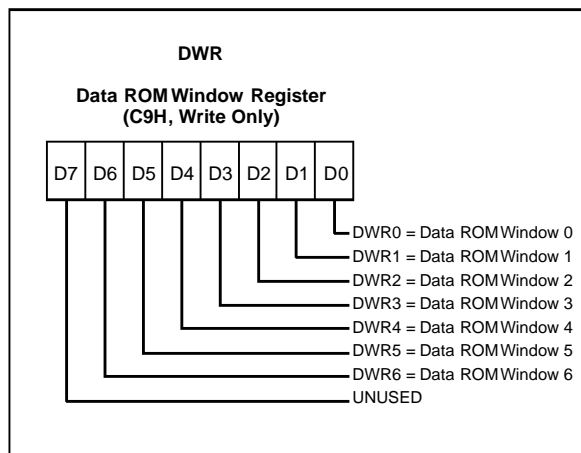 DWR
Data ROM Window Register
(C9H, Write Only)
D7 D6 D5 D4 D3 D2 D1 D0
DWR0 = Data ROM Window 0
DWR1 = Data ROM Window 1
DWR2 = Data ROM Window 2
DWR3 = Data ROM Window 3
DWR4 = Data ROM Window 4
DWR5 = Data ROM Window 5
DWR6 = Data ROM Window 6
UNUSED